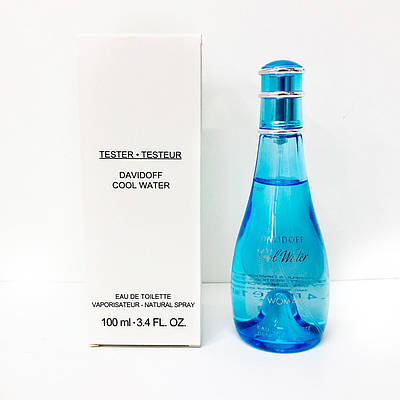 TESTER • TESTEUR
DAVIDOFF
COOL WATER
EAU DE TOILETTE
VAPORISATEUR - NATURAL SPRAY
100 ml • 3.4 FL. OZ.
DAVIDOFF
Cool Water
WOMAN
EAU